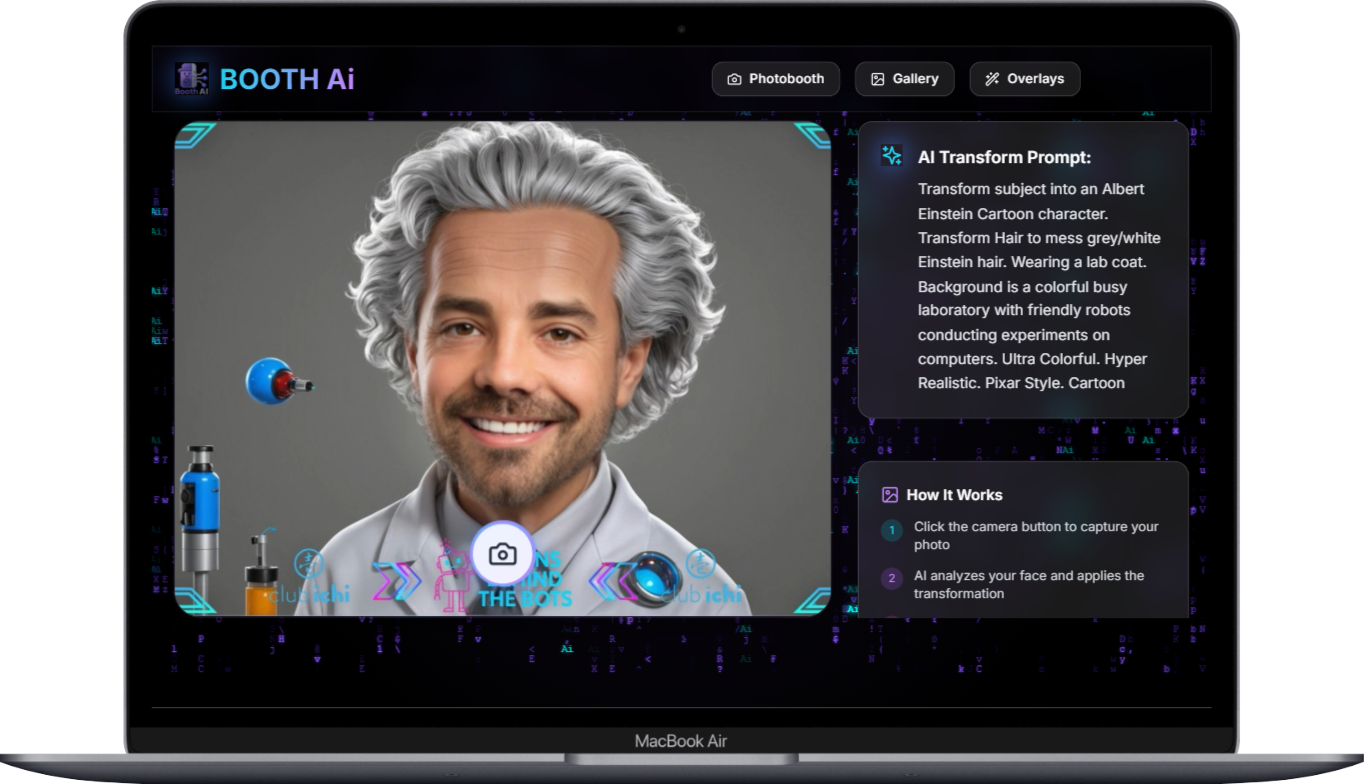 BOOTH Ai
Booth AI
Photobooth
Gallery
Overlays
AI Transform Prompt:
Transform subject into an Albert
Einstein Cartoon character.
Transform Hair to mess grey/white
Einstein hair. Wearing a lab coat.
Background is a colorful busy
laboratory with friendly robots
conducting experiments on
computers. Ultra Colorful. Hyper
Realistic. Pixar Style. Cartoon
How It Works
1 Click the camera button to capture your
photo
2 AI analyzes your face and applies the
transformation
club ichi
THE BOTS
club ichi
MacBook Air